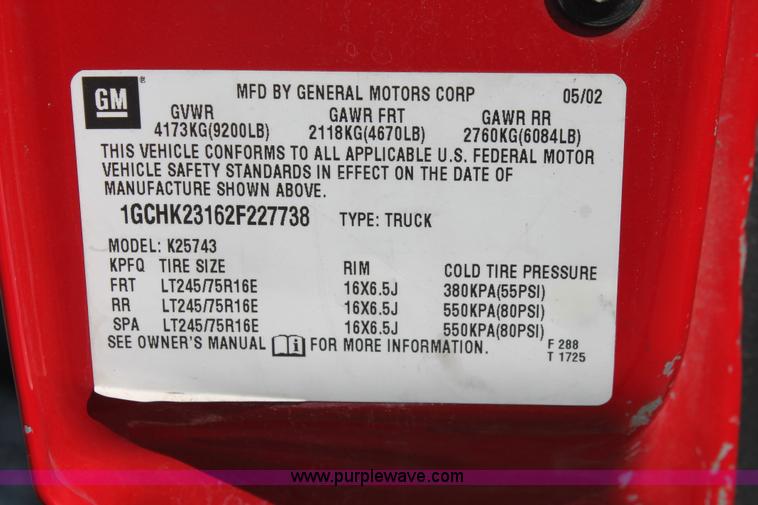 GM ® MFD BY GENERAL MOTORS CORP 05/02
GVWR GAWR FRT GAWR RR
4173KG(9200LB) 2118KG(4670LB) 2760KG(6084LB)
THIS VEHICLE CONFORMS TO ALL APPLICABLE U.S. FEDERAL MOTOR
VEHICLE SAFETY STANDARDS IN EFFECT ON THE DATE OF
MANUFACTURE SHOWN ABOVE.
1GCHK23162F227738 TYPE: TRUCK
MODEL: K25743
KPFQ TIRE SIZE RIM COLD TIRE PRESSURE
FRT LT245/75R16E 16X6.5J 380KPA(55PSI)
RR LT245/75R16E 16X6.5J 550KPA(80PSI)
SPA LT245/75R16E 16X6.5J 550KPA(80PSI)
SEE OWNER'S MANUAL i FOR MORE INFORMATION. F 288
T 1725
www.purplewave.com